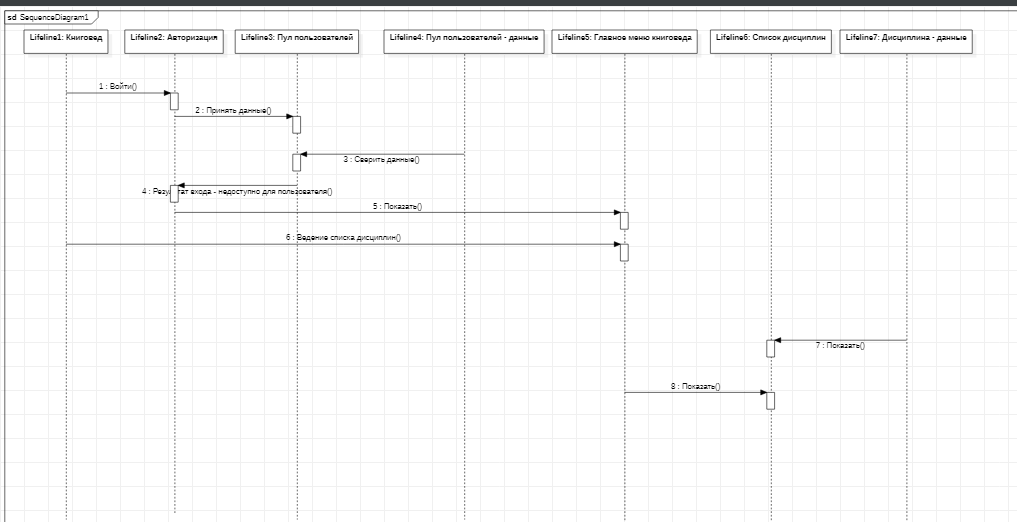 sd SequenceDiagram1
Lifeline1: Книговед
Lifeline2: Авторизация
Lifeline3: Пул пользователей
Lifeline4: Пул пользователей - данные
Lifeline5: Главное меню книговеда
Lifeline6: Список дисциплин
Lifeline7: Дисциплина - данные
1 : Войти()
2 : Принять данные()
3 : Сверить данные()
4 : Резул тат входа - недоступно для пользователя()
5 : Показать()
6 : Ведение списка дисциплин()
7 : Показать()
8 : Показать()